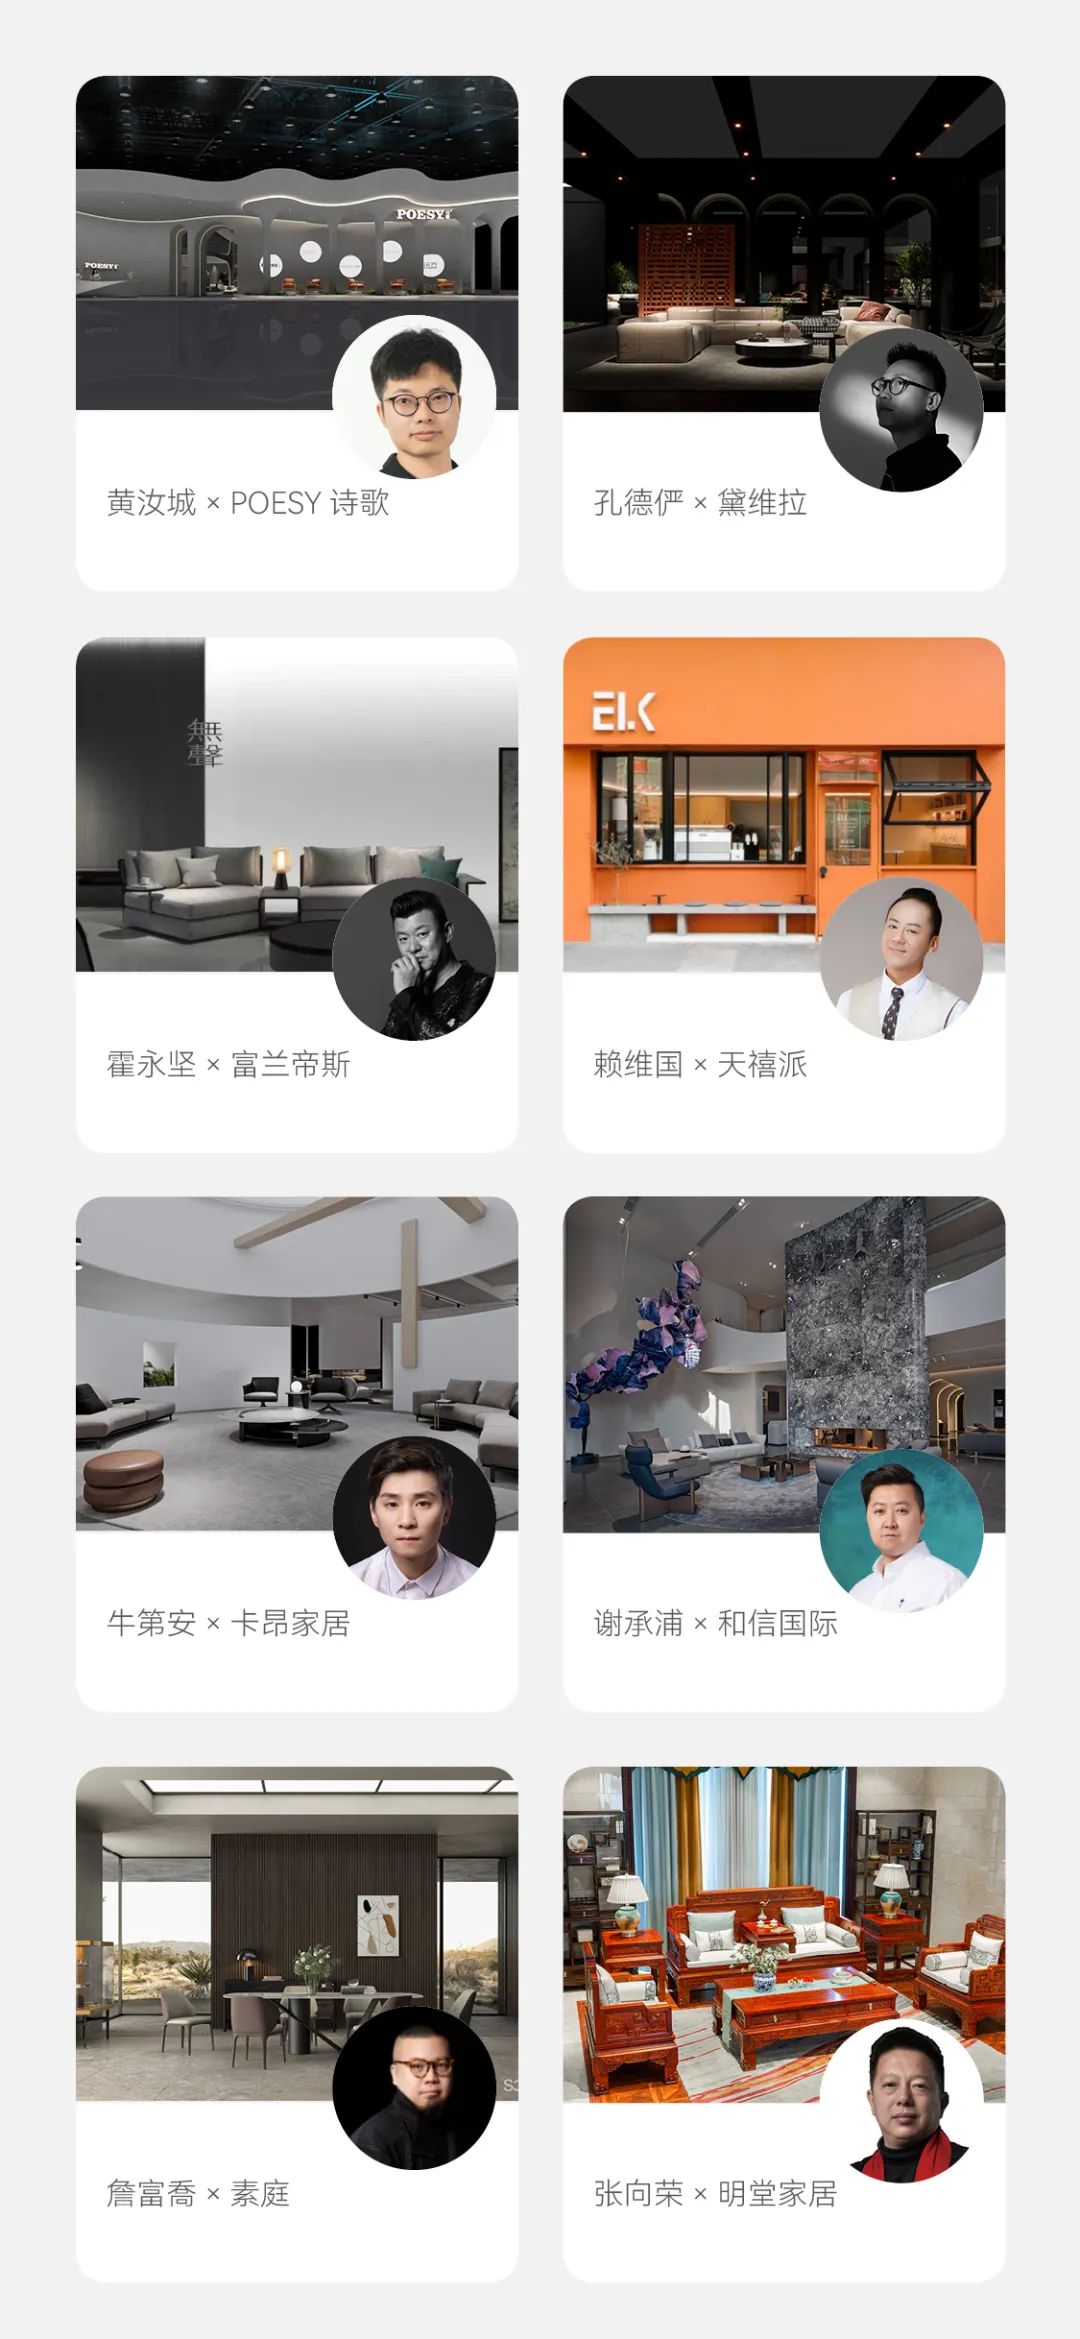 POESY
POESY
黄汝城 × POESY 诗歌
孔德俨 × 黛维拉
無聲
ELK
霍永坚 × 富兰帝斯
赖维国 × 天禧派
牛第安 × 卡昂家居
谢承浦 × 和信国际
詹富喬 × 素庭
张向荣 × 明堂家居